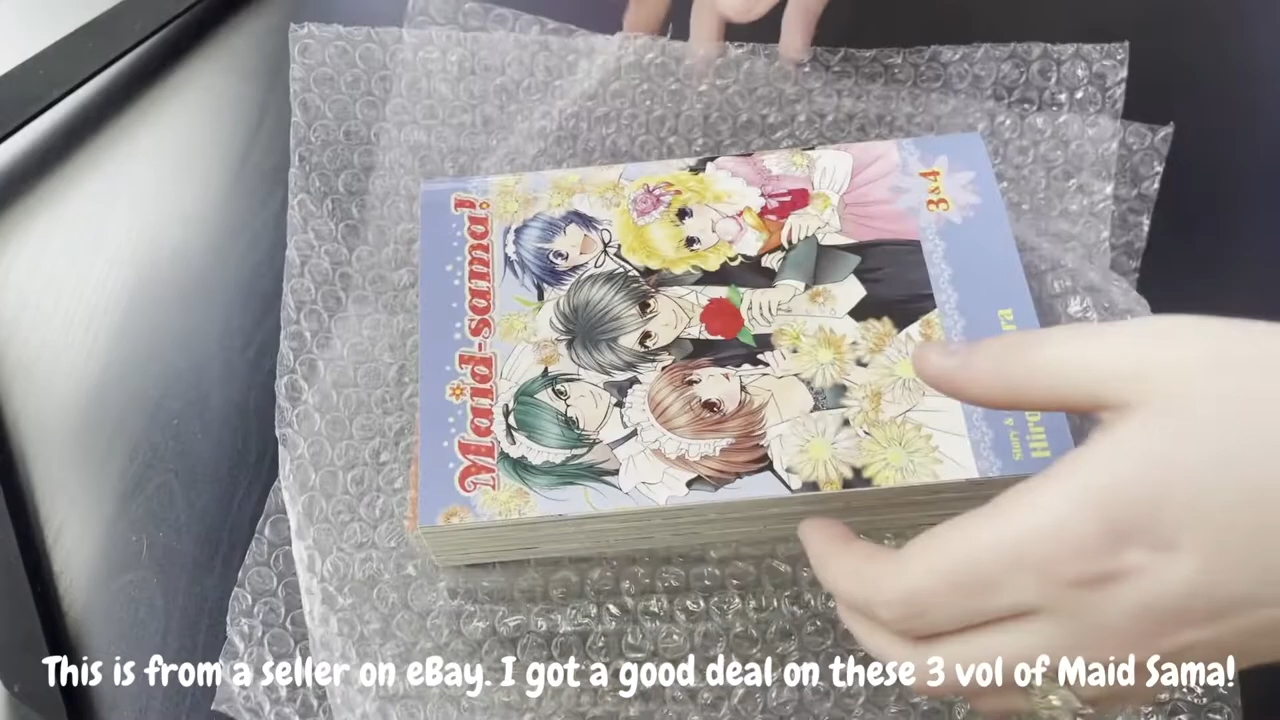 Maid-sama!
3&4
Story &
This is from a seller on eBay. I got a good deal on these 3 vol of Maid Sama!